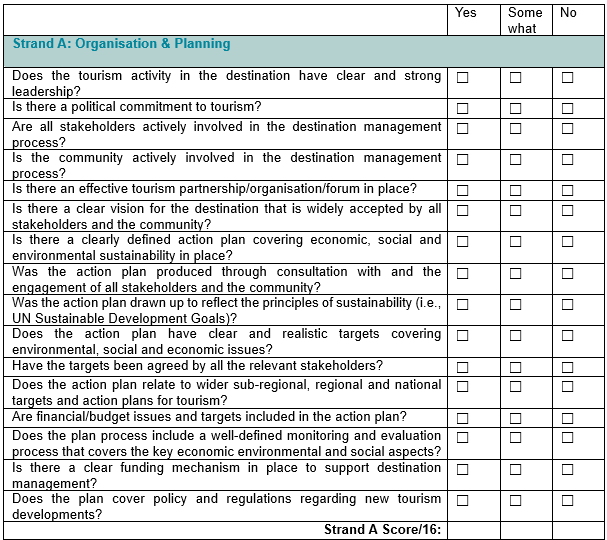 Yes Some No
what
Strand A: Organisation & Planning
Does the tourism activity in the destination have clear and strong
leadership?
☐ ☐ ☐
Is there a political commitment to tourism? ☐ ☐ ☐
Are all stakeholders actively involved in the destination management
process?
☐ ☐ ☐
Is the community actively involved in the destination management
process?
☐ ☐ ☐
Is there an effective tourism partnership/organisation/forum in place? ☐ ☐ ☐
Is there a clear vision for the destination that is widely accepted by all
stakeholders and the community?
☐ ☐ ☐
Is there a clearly defined action plan covering economic, social and
environmental sustainability in place?
☐ ☐ ☐
Was the action plan produced through consultation with and the
engagement of all stakeholders and the community?
☐ ☐ ☐
Was the action plan drawn up to reflect the principles of sustainability (i.e.,
UN Sustainable Development Goals)?
☐ ☐ ☐
Does the action plan have clear and realistic targets covering
environmental, social and economic issues?
☐ ☐ ☐
Have the targets been agreed by all the relevant stakeholders? ☐ ☐ ☐
Does the action plan relate to wider sub-regional, regional and national
targets and action plans for tourism?
☐ ☐ ☐
Are financial/budget issues and targets included in the action plan? ☐ ☐ ☐
Does the plan process include a well-defined monitoring and evaluation
process that covers the key economic environmental and social aspects?
☐ ☐ ☐
Is there a clear funding mechanism in place to support destination
management?
☐ ☐ ☐
Does the plan cover policy and regulations regarding new tourism
developments?
☐ ☐ ☐
Strand A Score/16: